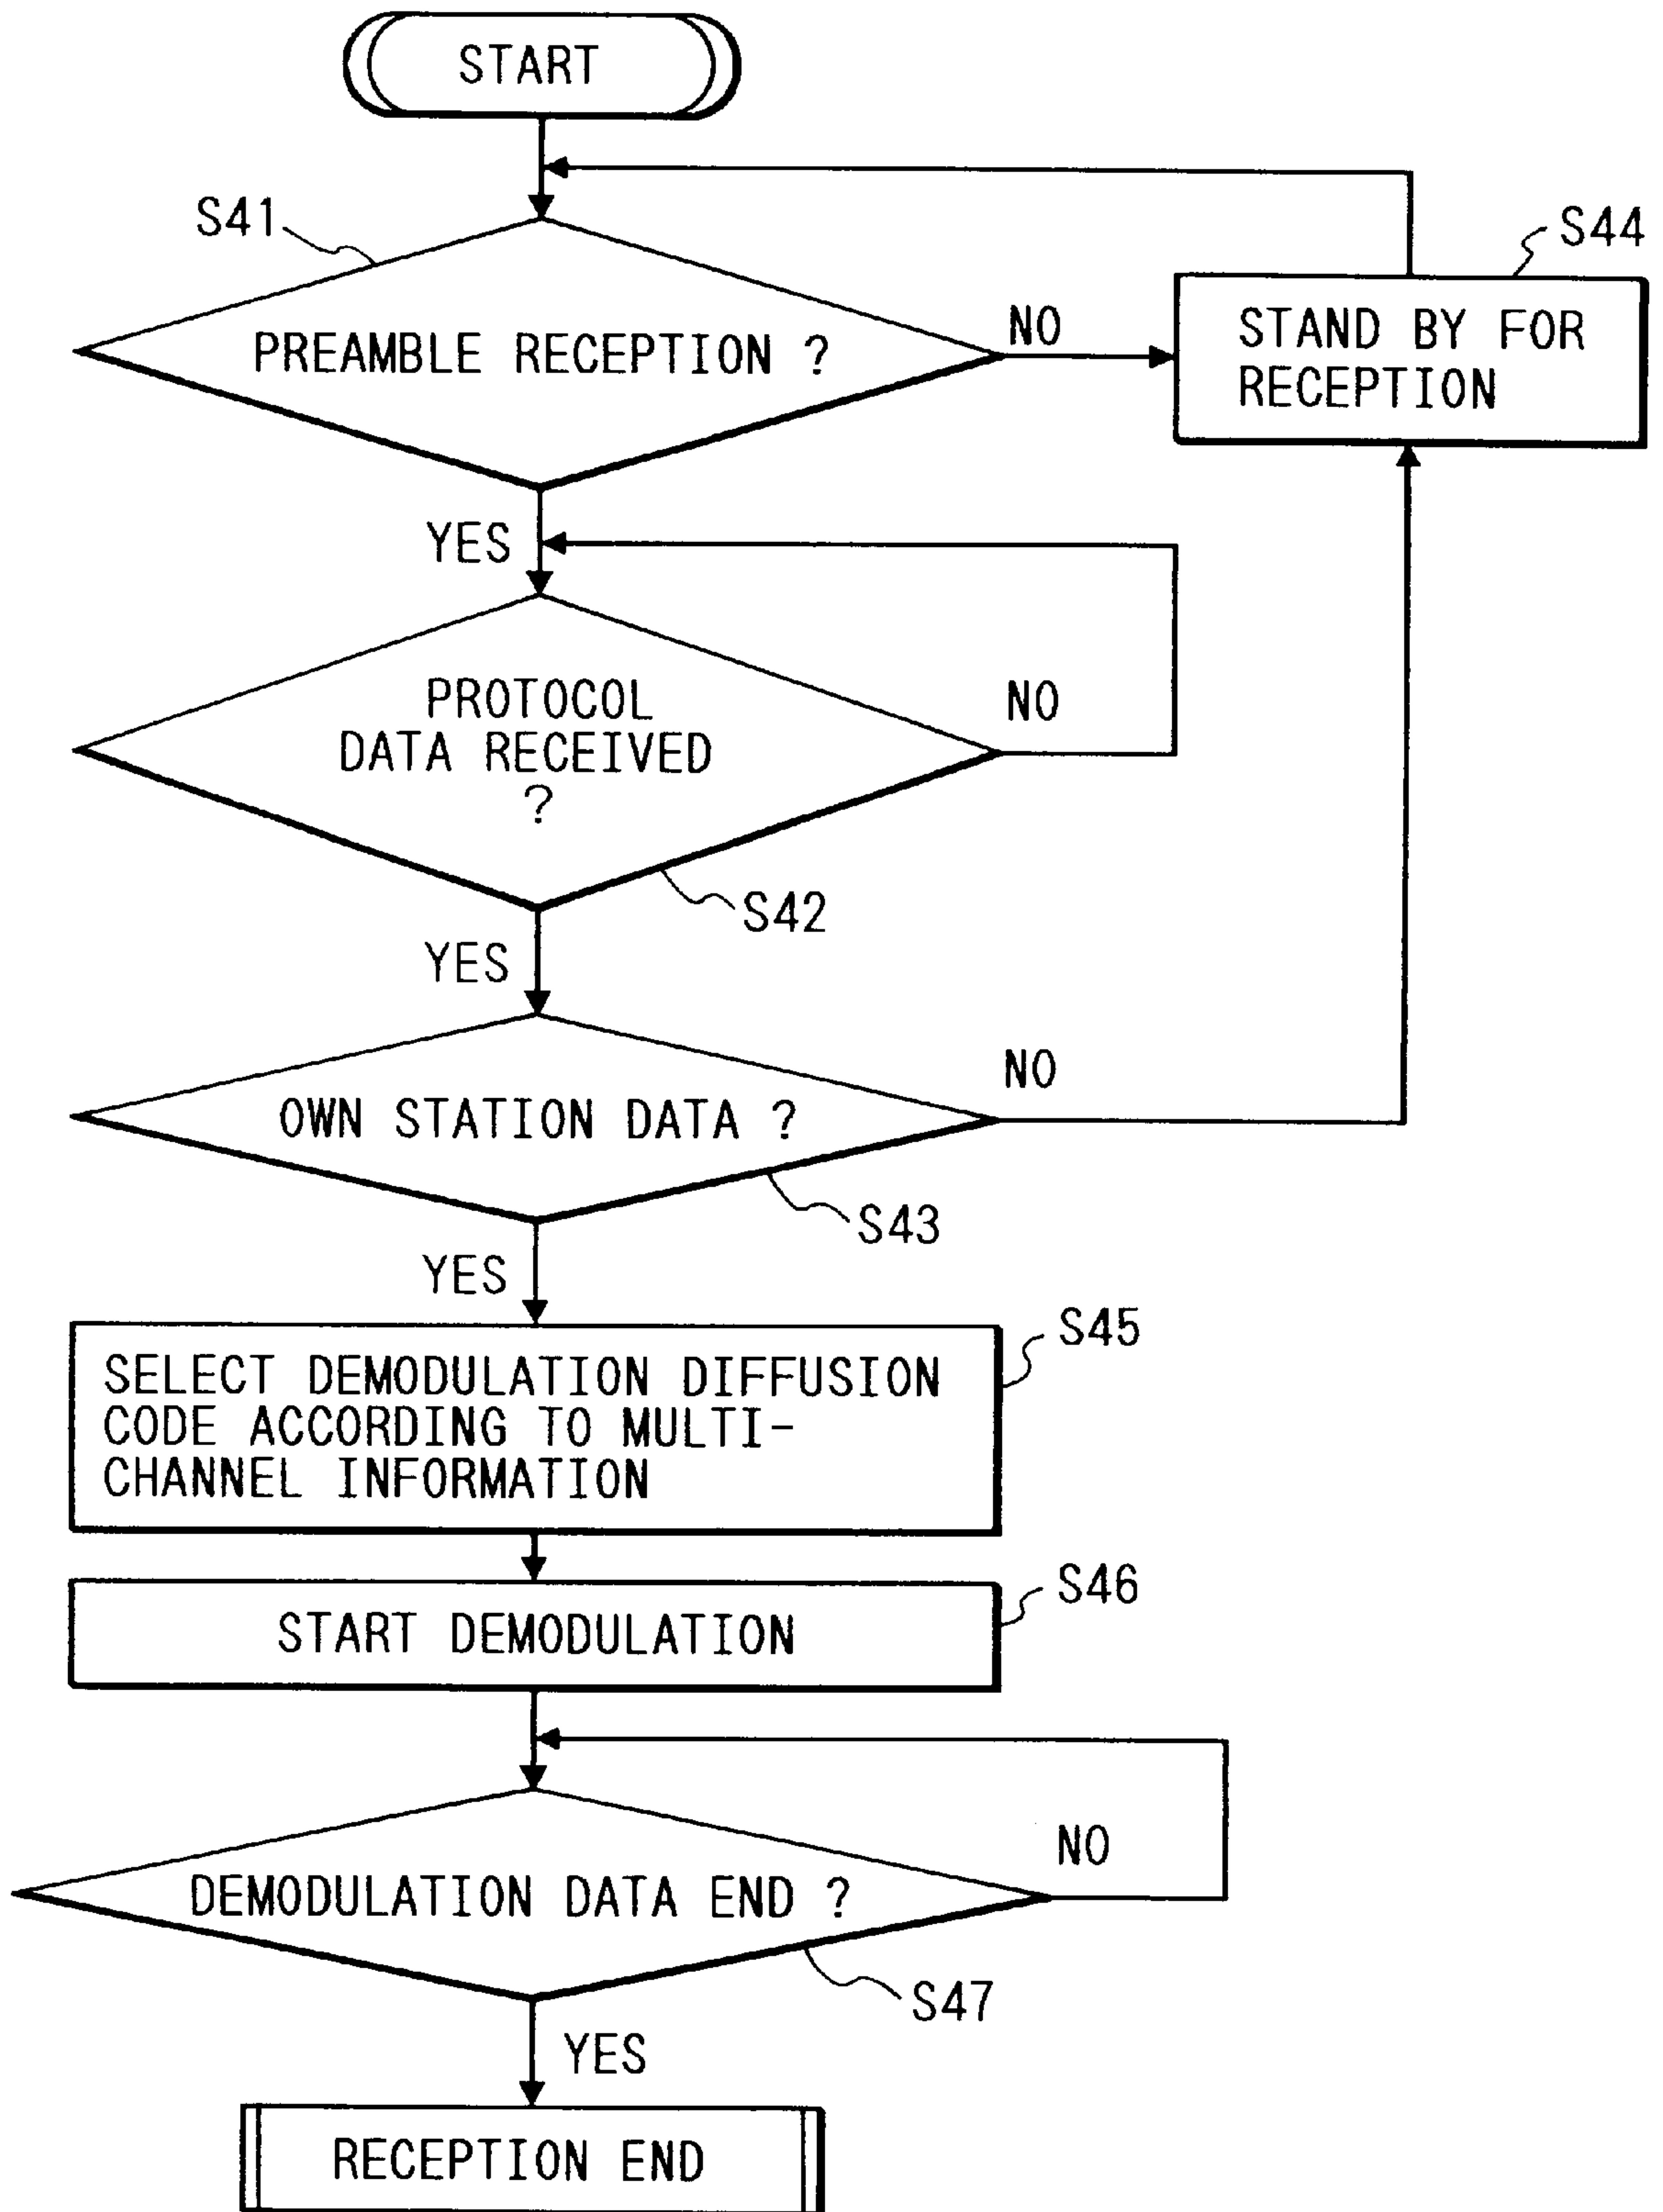 START
S41
S44
PREAMBLE RECEPTION ?
NO
STAND BY FOR
RECEPTION
YES
PROTOCOL
DATA RECEIVED
?
NO
S42
YES
OWN STATION DATA ?
NO
S43
YES
S45
SELECT DEMODULATION DIFFUSION
CODE ACCORDING TO MULTI-
CHANNEL INFORMATION
S46
START DEMODULATION
DEMODULATION DATA END ?
NO
S47
YES
RECEPTION END